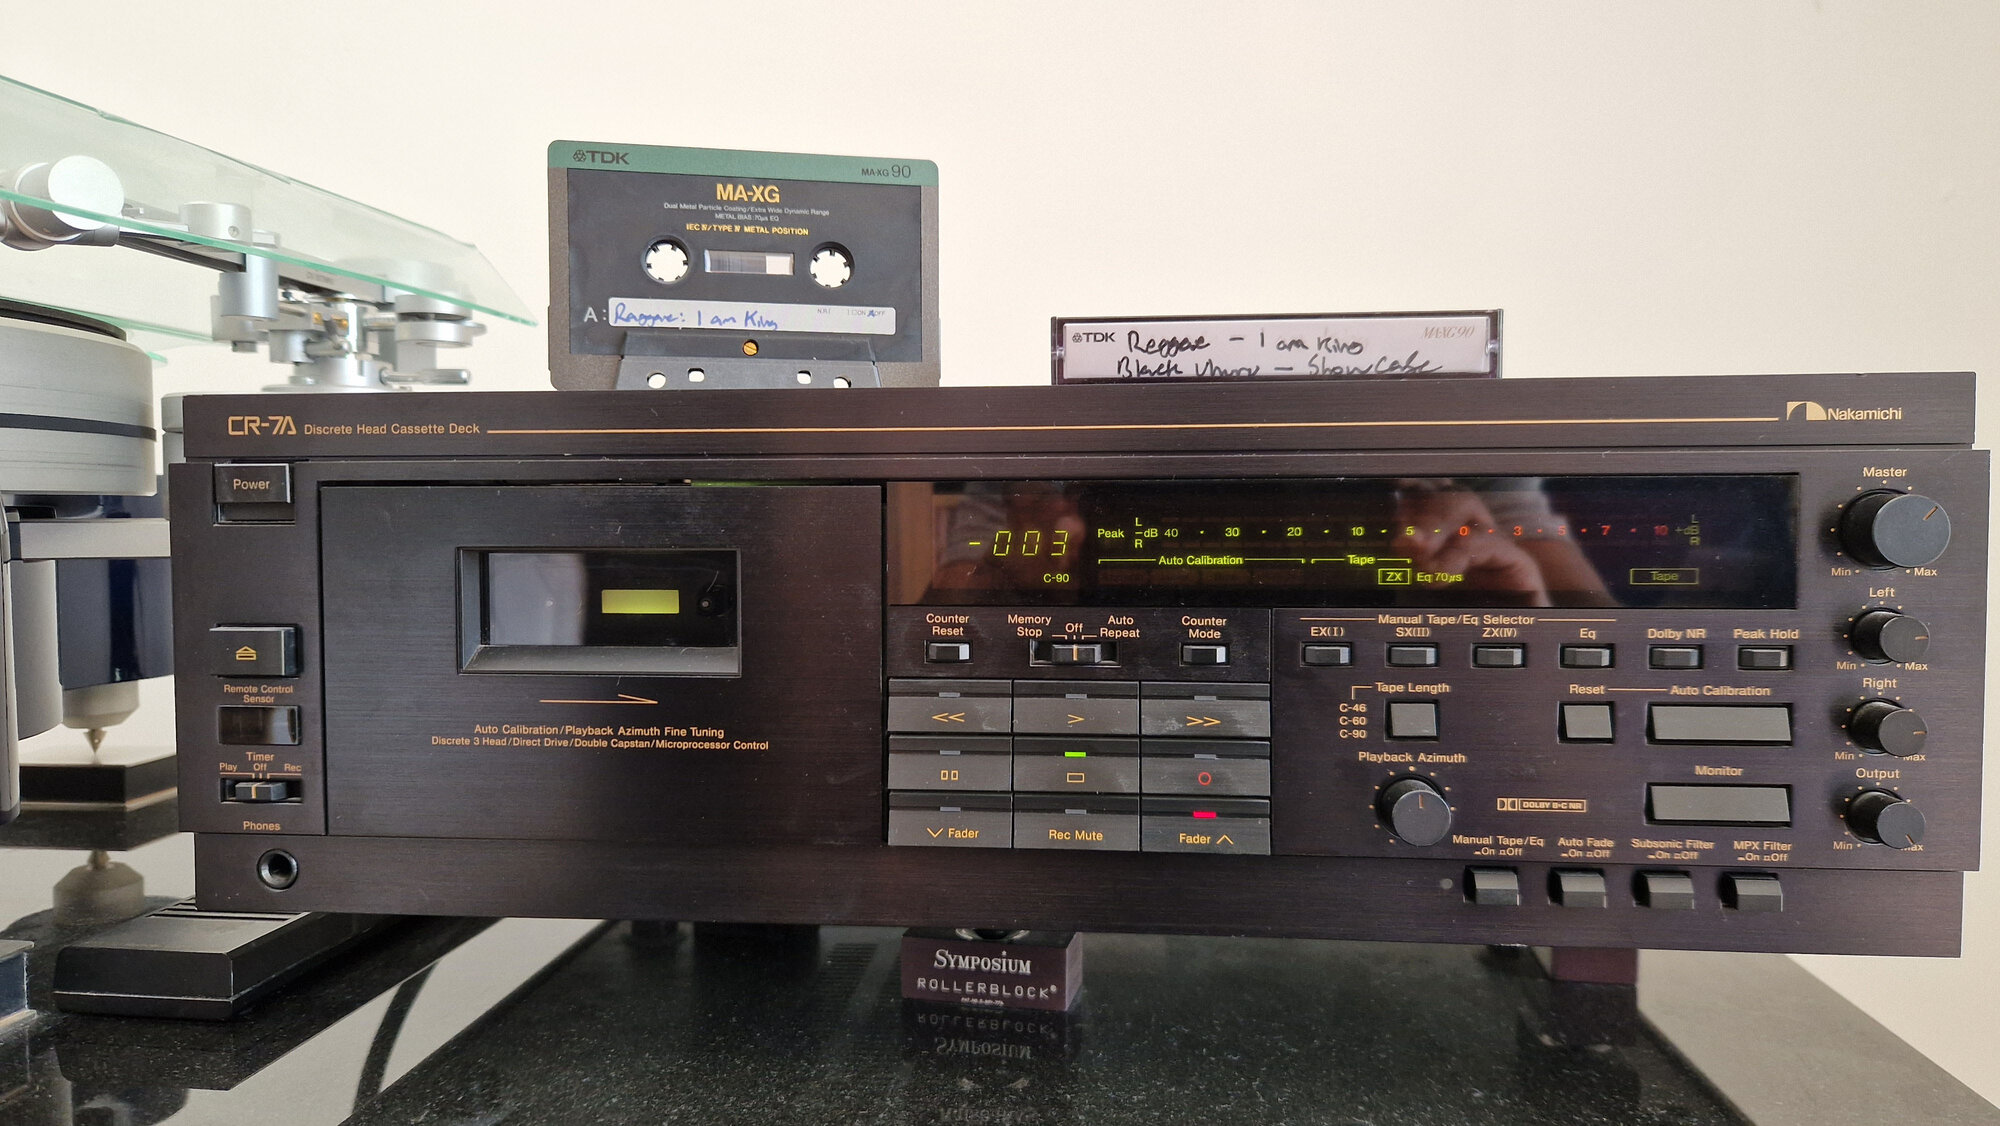 TDK
MA-XG 90
MA-XG
Dual Metal Particle Coating/Extra Wide Dynamic Range
METAL BIAS:70μs EQ
IEC IV/TYPE IV METAL POSITION
A: Raggae: I am King
TDK Reggae - I am King MA-XG 90
Black Uhuru - Showcase
CR-7A Discrete Head Cassette Deck
Nakamichi
Power
Remote Control
Sensor
Timer
Play Off Rec
Phones
Auto Calibration/Playback Azimuth Fine Tuning
Discrete 3 Head/Direct Drive/Double Capstan/Microprocessor Control
-003
C-90
L
Peak -dB 40 · 30 · 20 · 10 · 5 · 0 · 3 · 5 · 7 · 10 +dB
R
L
R
Auto Calibration
Tape
ZX Eq 70μs
Tape
Counter
Reset
Memory
Stop
Off
Auto
Repeat
Counter
Mode
<< > >>
Fader
Rec Mute
Fader
Manual Tape/Eq Selector
EX(I) SX(II) ZX(IV) Eq Dolby NR Peak Hold
Tape Length
C-46
C-60
C-90
Reset
Auto Calibration
Playback Azimuth
Monitor
DOLBY B-C NR
Manual Tape/Eq
On Off
Auto Fade
On Off
Subsonic Filter
On Off
MPX Filter
On Off
Master
Min Max
Left
Min Max
Right
Min Max
Output
Min Max
SYMPOSIUM
ROLLERBLOCK®